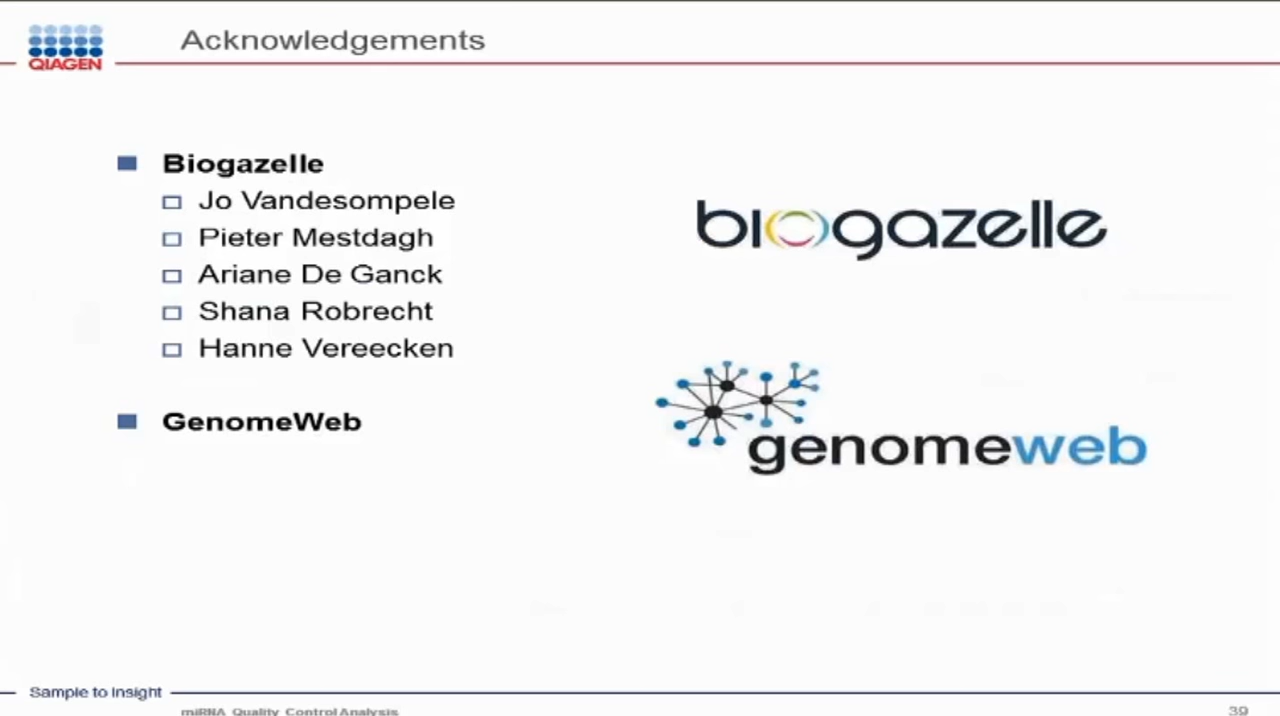 QIAGEN
Acknowledgements
Biogazelle
Jo Vandesompele
Pieter Mestdagh
Ariane De Ganck
Shana Robrecht
Hanne Vereecken
GenomeWeb
biogazelle
genomeweb
Sample to Insight
miRNA Quality Control Analysis
39